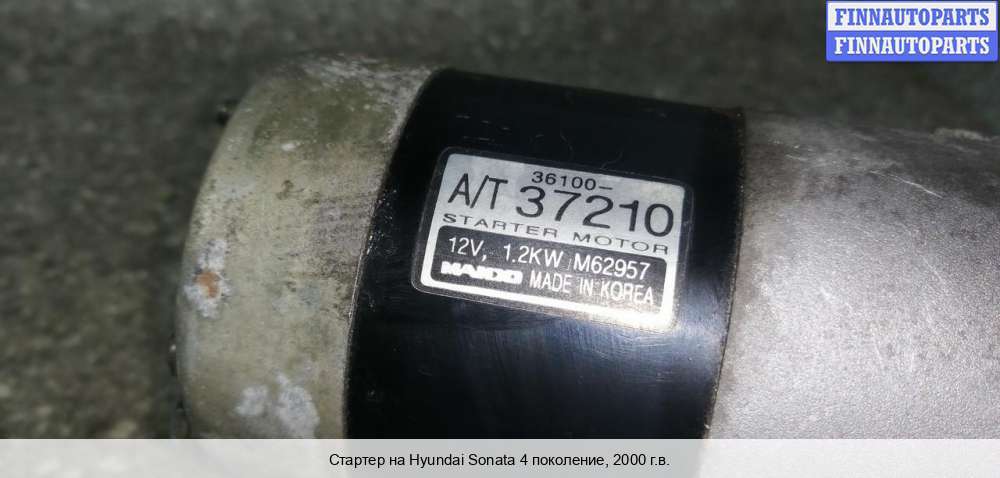 FINNAUTOPARTS
FINNAUTOPARTS
36100-
A/T 37210
STARTER MOTOR
12V, 1.2KW M62957
MANDO MADE IN KOREA
Стартер на Hyundai Sonata 4 поколение, 2000 г.в.